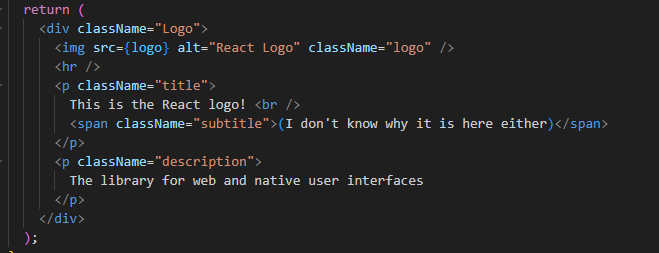 return (
<div className="Logo">
<img src={logo} alt="React Logo" className="logo" />
<hr />
<p className="title">
This is the React logo! <br />
<span className="subtitle">(I don't know why it is here either)</span>
</p>
<p className="description">
The library for web and native user interfaces
</p>
</div>
);